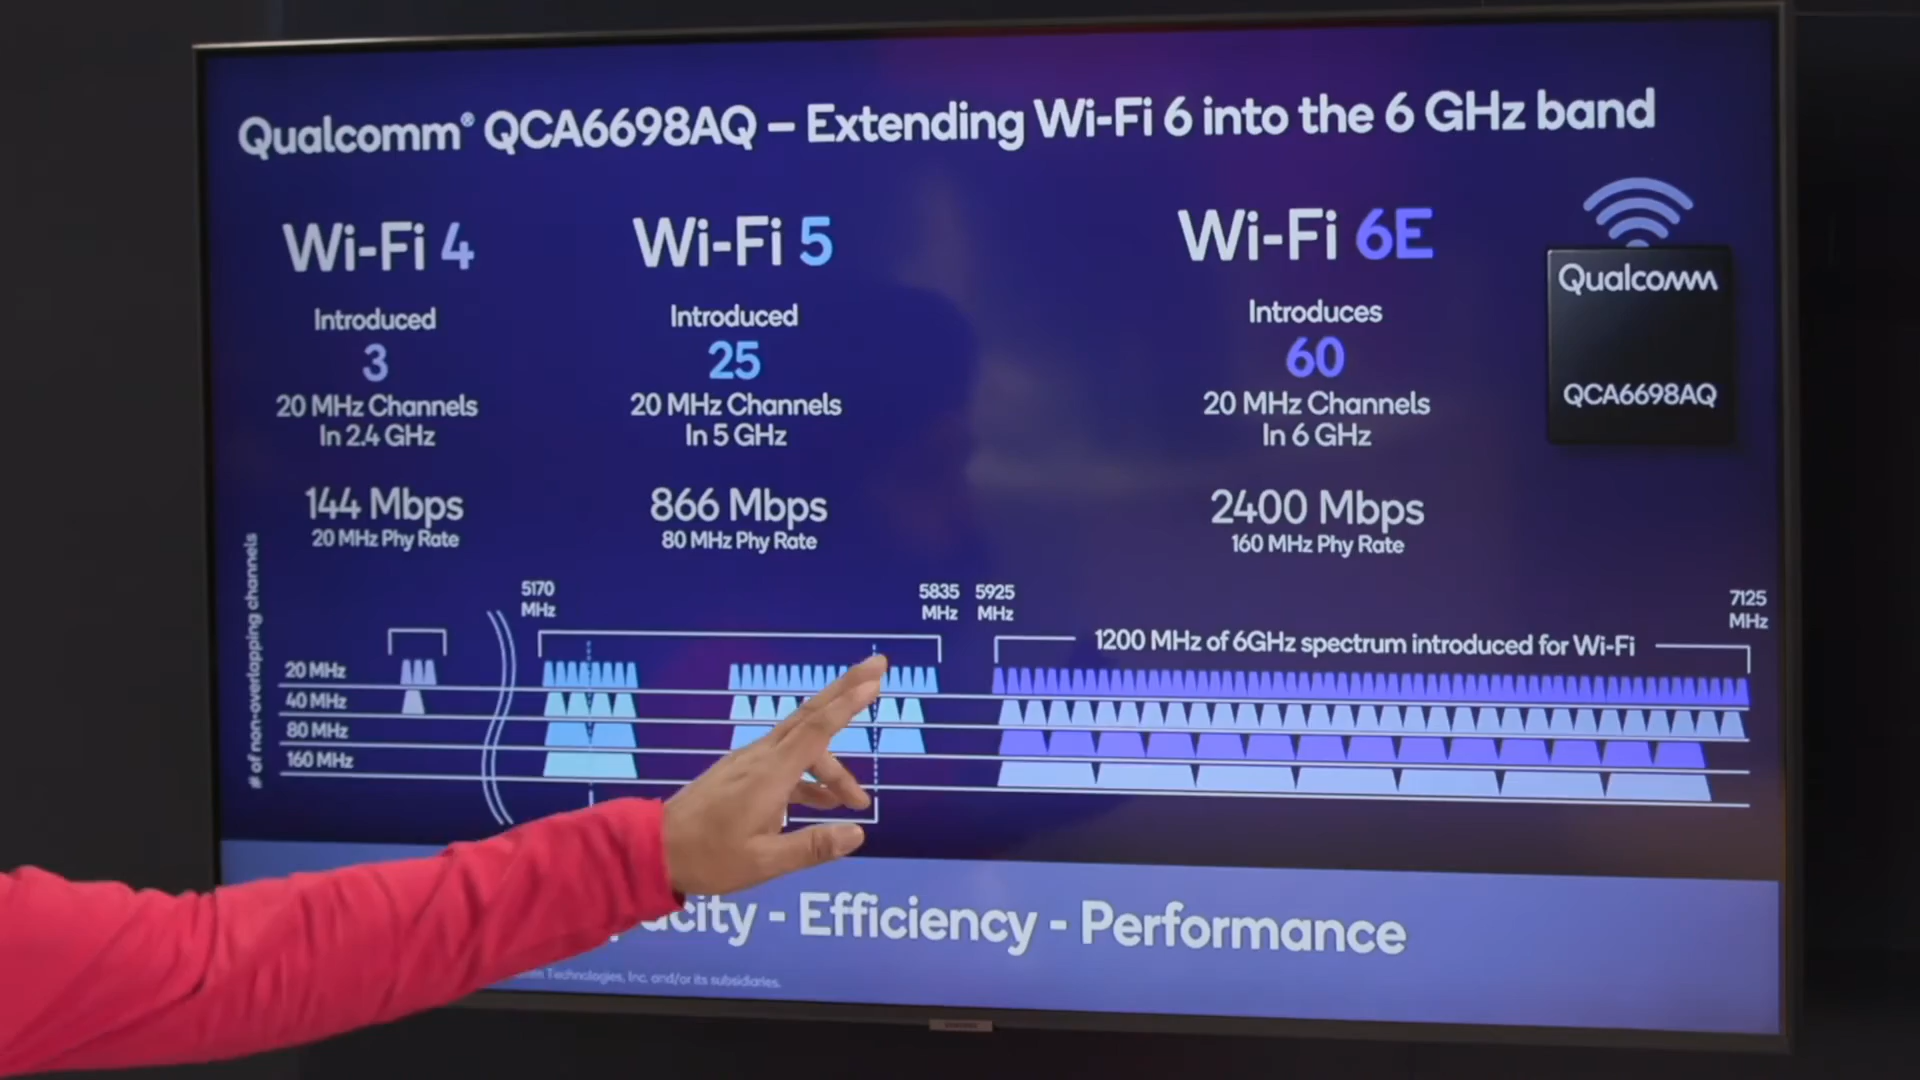 Qualcomm® QCA6698AQ – Extending Wi-Fi 6 into the 6 GHz band
Wi-Fi 4
Introduced
3
20 MHz Channels
In 2.4 GHz
144 Mbps
20 MHz Phy Rate
Wi-Fi 5
Introduced
25
20 MHz Channels
In 5 GHz
866 Mbps
80 MHz Phy Rate
Wi-Fi 6E
Introduces
60
20 MHz Channels
In 6 GHz
2400 Mbps
160 MHz Phy Rate
Qualcomm
QCA6698AQ
# of non-overlapping channels
5170
MHz
5835
MHz
5925
MHz
7125
MHz
1200 MHz of 6GHz spectrum introduced for Wi-Fi
20 MHz
40 MHz
80 MHz
160 MHz
- Efficiency - Performance
Technologies, Inc. and/or its subsidiaries.